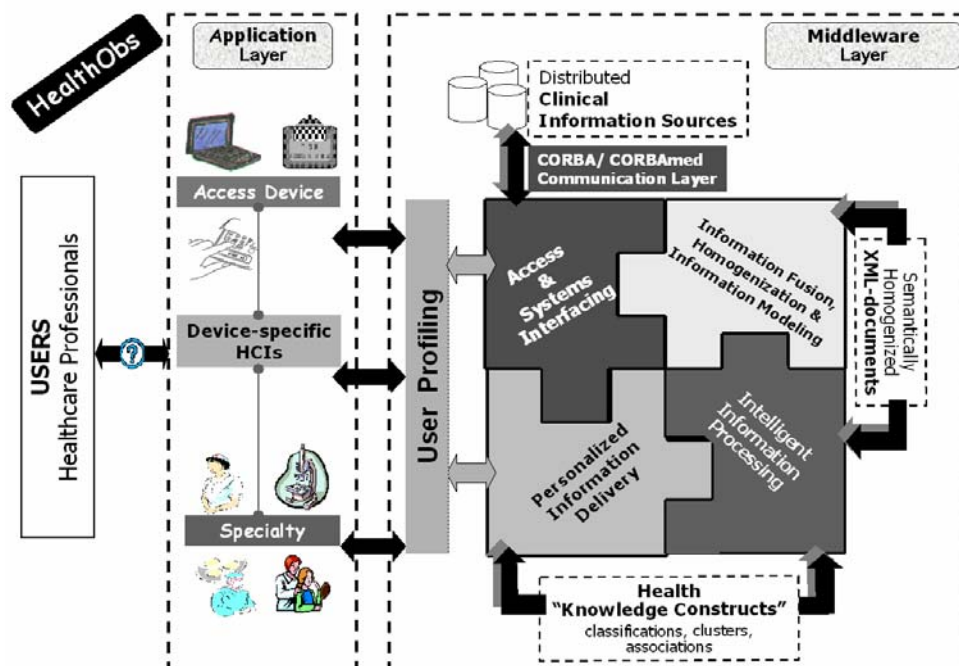 HealthObs
Application
Layer
Middleware
Layer
Distributed
Clinical
Information Sources
CORBA/ CORBAmed
Communication Layer
USERS
Healthcare Professionals
?
Access Device
Device-specific
HCIs
Specialty
User Profiling
Access
&
Systems
Interfacing
Information Fusion,
Homogenization &
Information Modeling
Personalized
Information
Delivery
Intelligent
Information
Processing
Semantically
Homogenized
XML-documents
Health
“Knowledge Constructs”
classifications, clusters,
associations